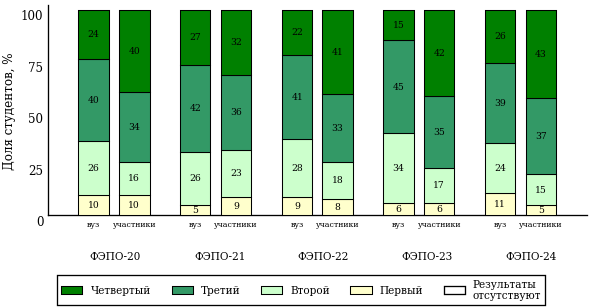 Доля студентов, %
100
75
50
25
0
24 40 27 32 22 41 15 42 26 43
40 34 42 36 41 33 45 35 39 37
26 16 26 23 28 18 34 17 24 15
10 10 5 9 9 8 6 6 11 5
вуз участники вуз участники вуз участники вуз участники вуз участники
ФЭПО-20 ФЭПО-21 ФЭПО-22 ФЭПО-23 ФЭПО-24
Четвертый Третий Второй Первый Результаты
отсутствуют